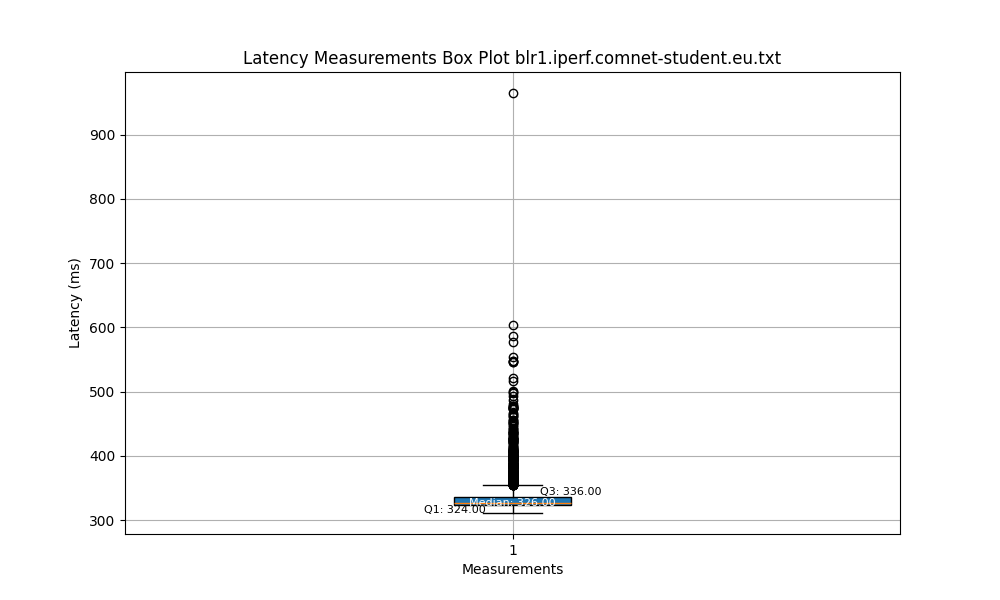 Latency Measurements Box Plot blr1.iperf.comnet-student.eu.txt
900
800
700
600
500
400
300
Latency (ms)
Q3: 336.00
Median: 326.00
Q1: 324.00
1
Measurements